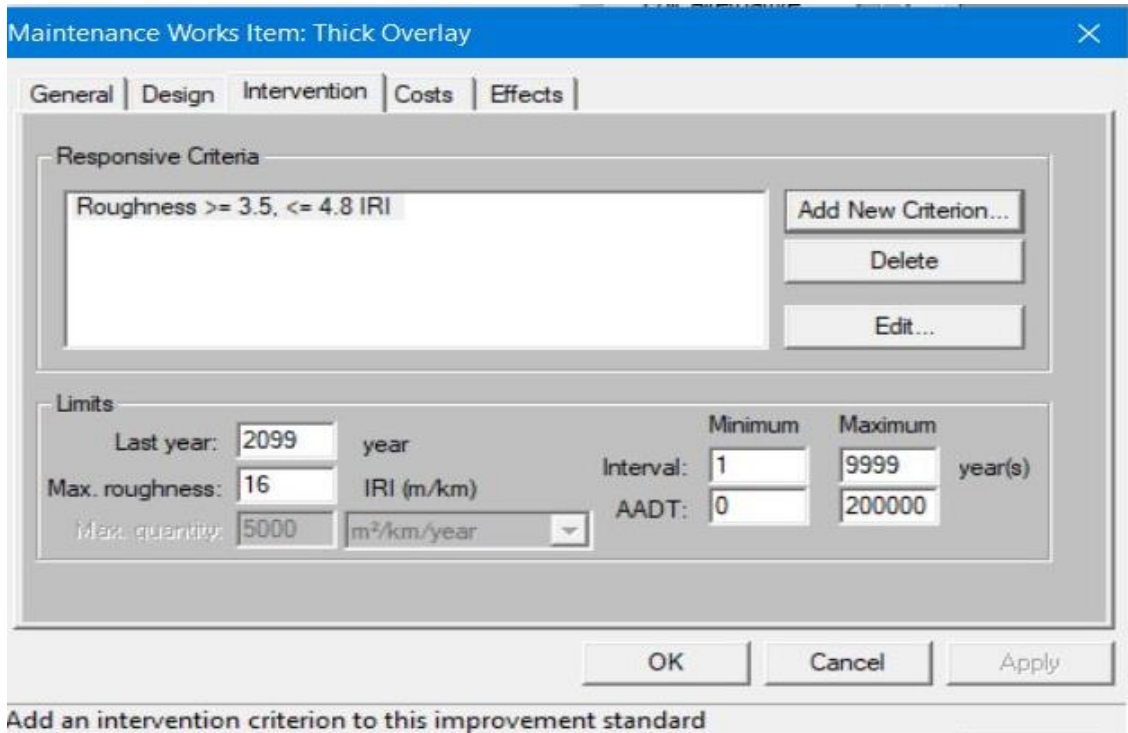 Maintenance Works Item: Thick Overlay
General Design Intervention Costs Effects
Responsive Criteria
Roughness >= 3.5, <= 4.8 IRI
Add New Criterion...
Delete
Edit...
Limits
Last year: 2099 year
Max. roughness: 16 IRI (m/km)
Max. quantity: 5000 m²/km/year
Minimum Maximum
Interval: 1 9999 year(s)
AADT: 0 200000
OK Cancel Apply
Add an intervention criterion to this improvement standard